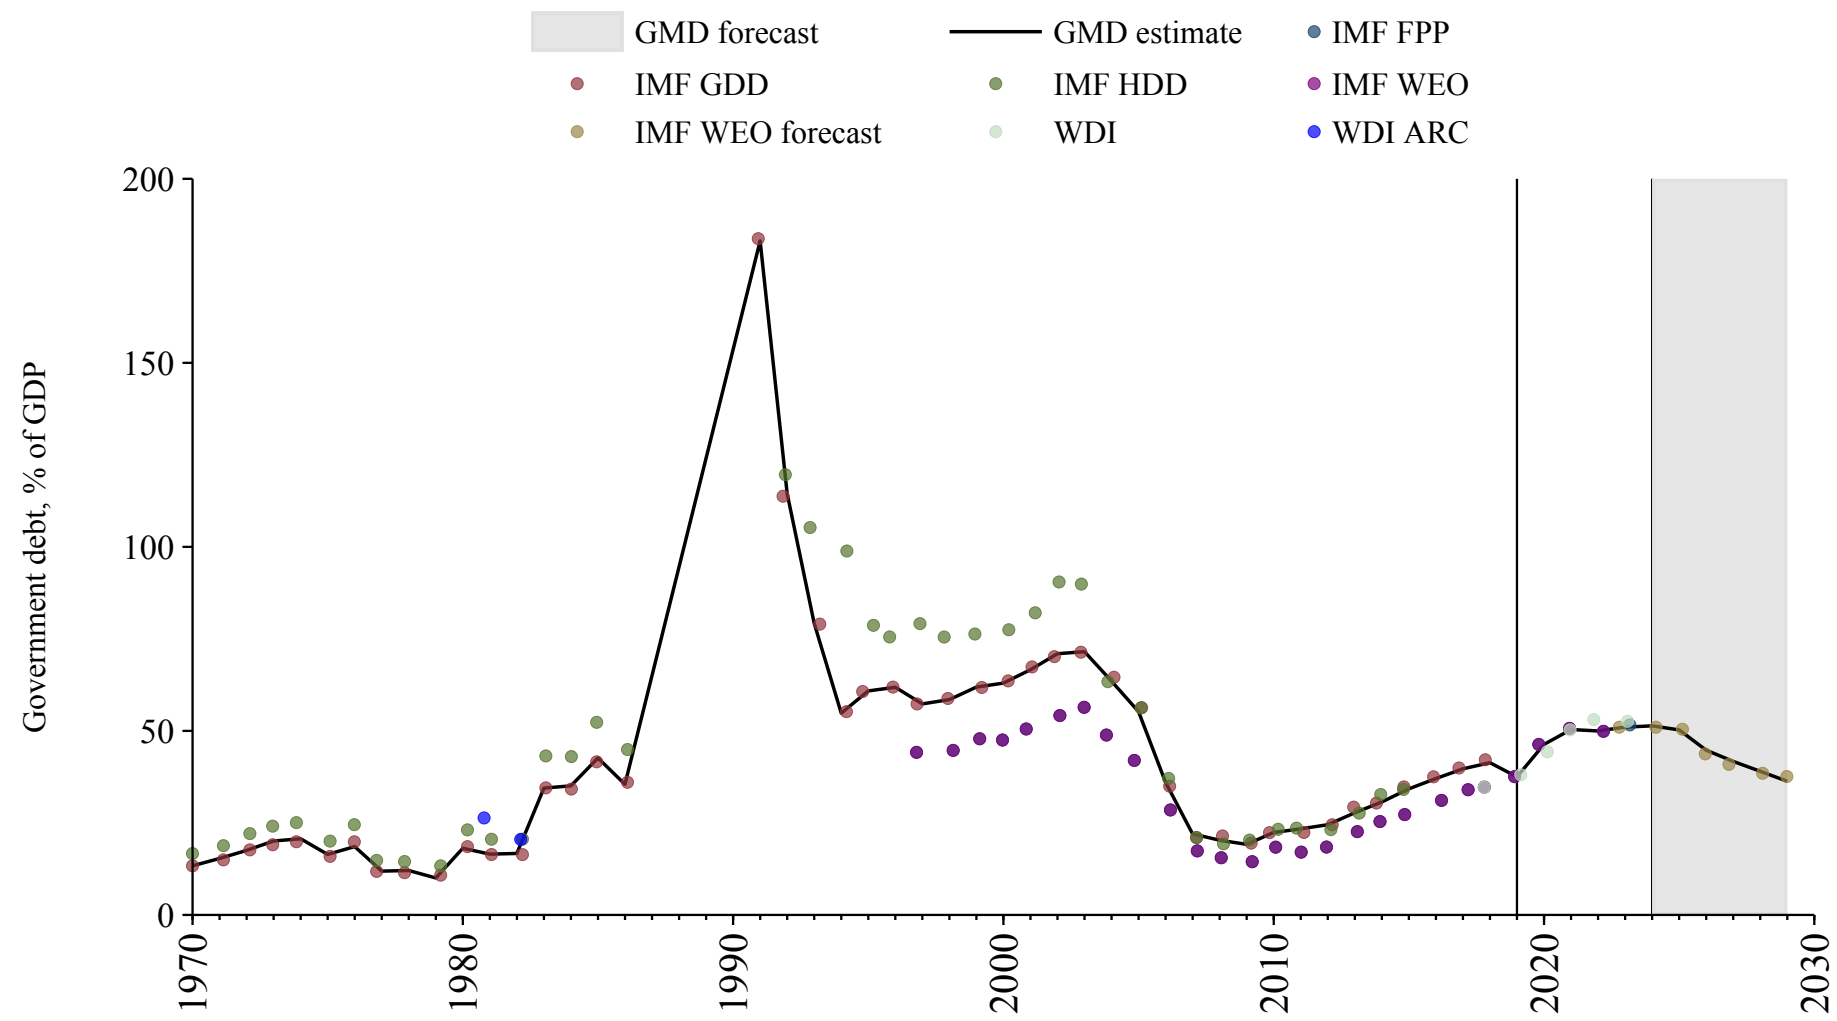 GMD forecast
GMD estimate
IMF FPP
IMF GDD
IMF HDD
IMF WEO
IMF WEO forecast
WDI
WDI ARC
Government debt, % of GDP
200
150
100
50
0
1970
1980
1990
2000
2010
2020
2030